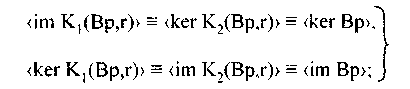 ‹im K₁(Bp,r)› ≡ ‹ker K₂(Bp,r)› ≡ ‹ker Bp›,
‹ker K₁(Bp,r)› ≡ ‹im K₂(Bp,r)› ≡ ‹im Bp›;